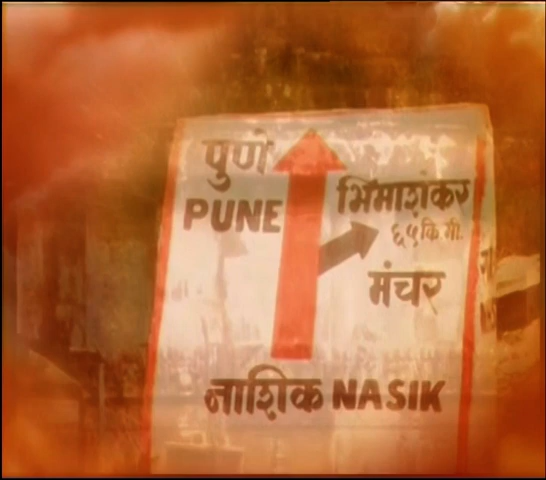 पुणे
PUNE
भिमाशंकर
६५ कि मी.
मंचर
नाशिक NASIK